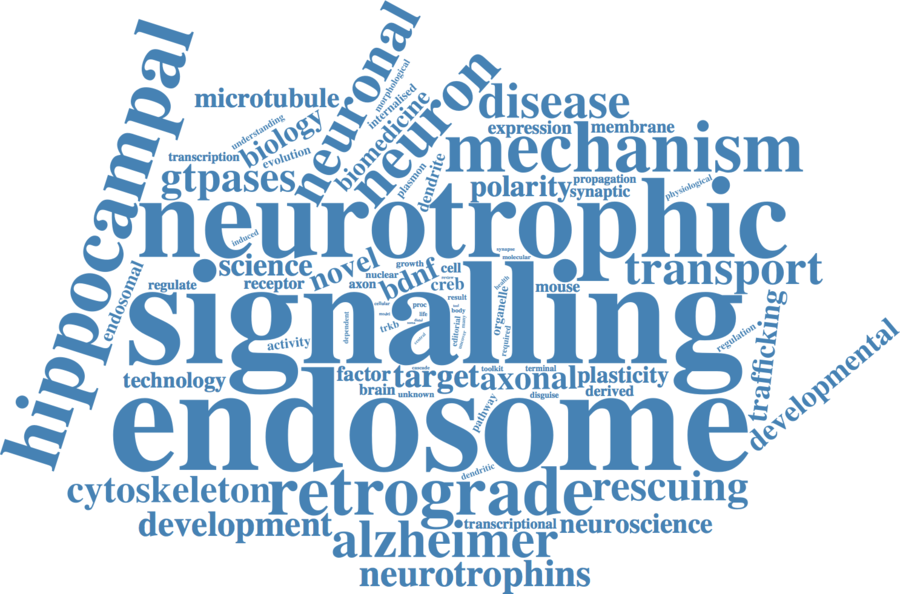 hippocampal
neuronal
neuron
microtubule
disease
morphological
internalised
understanding
biology
biomedicine
expression
membrane
mechanism
transcription
evolution
gtpases
plasmon
dendrite
polarity
propagation
synaptic
physiological
neurotrophic
induced
synapse
molecular
science
novel
growth
nuclear
cell
bdnf
transport
endosomal
regulate
receptor
axon
creb
health
mouse
organelle
signalling
cellular
proc
result
life
body
trkb
dependent
editorial
required
activity
regulation
trafficking
developmental
technology
factor
cascade
target
toolkit
terminal
axonal
plasticity
brain
unknown
disguise
derived
pathway
endosome
dendritic
cytoskeleton
retrograde
rescuing
development
transcriptional
neuroscience
alzheimer
neurotrophins